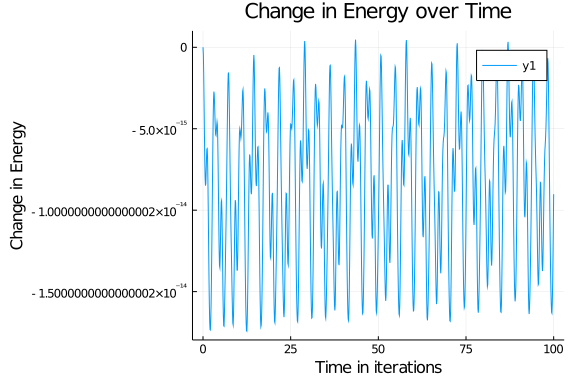 Change in Energy over Time
Change in Energy
0
- 5.0×10⁻¹⁵
- 1.0000000000000002×10⁻¹⁴
- 1.5000000000000002×10⁻¹⁴
y1
0 25 50 75 100
Time in iterations